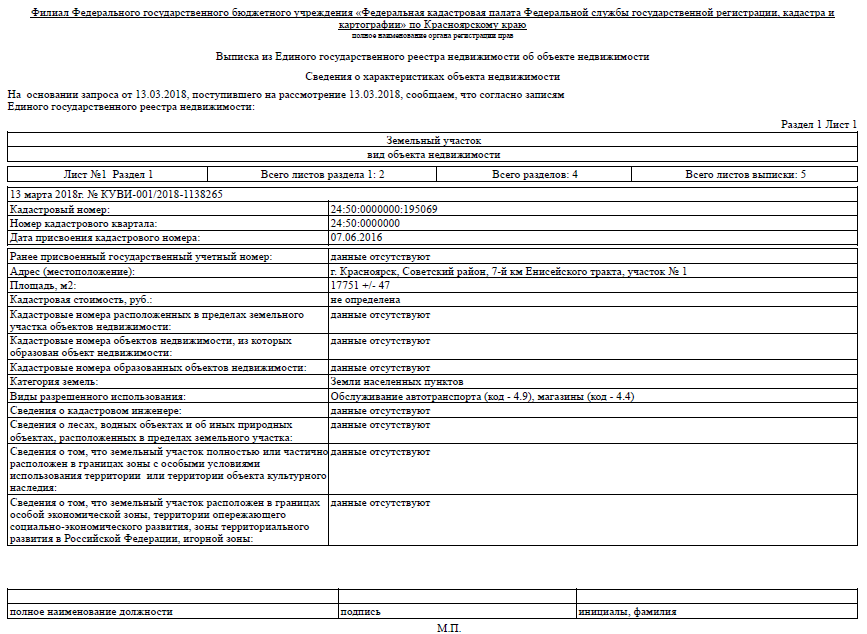 Филиал Федерального государственного бюджетного учреждения «Федеральная кадастровая палата Федеральной службы государственной регистрации, кадастра и
картографии» по Красноярскому краю
полное наименование органа регистрации прав
Выписка из Единого государственного реестра недвижимости об объекте недвижимости
Сведения о характеристиках объекта недвижимости
На основании запроса от 13.03.2018, поступившего на рассмотрение 13.03.2018, сообщаем, что согласно записям
Единого государственного реестра недвижимости:
Раздел 1 Лист 1
Земельный участок
вид объекта недвижимости
Лист №1 Раздел 1 Всего листов раздела 1: 2 Всего разделов: 4 Всего листов выписки: 5
13 марта 2018г. № КУВИ-001/2018-1138265
Кадастровый номер: 24:50:0000000:195069
Номер кадастрового квартала: 24:50:0000000
Дата присвоения кадастрового номера: 07.06.2016
Ранее присвоенный государственный учетный номер: данные отсутствуют
Адрес (местоположение): г. Красноярск, Советский район, 7-й км Енисейского тракта, участок № 1
Площадь, м2: 17751 +/- 47
Кадастровая стоимость, руб.: не определена
Кадастровые номера расположенных в пределах земельного данные отсутствуют
участка объектов недвижимости:
Кадастровые номера объектов недвижимости, из которых данные отсутствуют
образован объект недвижимости:
Кадастровые номера образованных объектов недвижимости: данные отсутствуют
Категория земель: Земли населенных пунктов
Виды разрешенного использования: Обслуживание автотранспорта (код - 4.9), магазины (код - 4.4)
Сведения о кадастровом инженере: данные отсутствуют
Сведения о лесах, водных объектах и об иных природных данные отсутствуют
объектах, расположенных в пределах земельного участка:
Сведения о том, что земельный участок полностью или частично данные отсутствуют
расположен в границах зоны с особыми условиями
использования территории или территории объекта культурного
наследия:
Сведения о том, что земельный участок расположен в границах данные отсутствуют
особой экономической зоны, территории опережающего
социально-экономического развития, зоны территориального
развития в Российской Федерации, игорной зоны:
полное наименование должности подпись инициалы, фамилия
М.П.